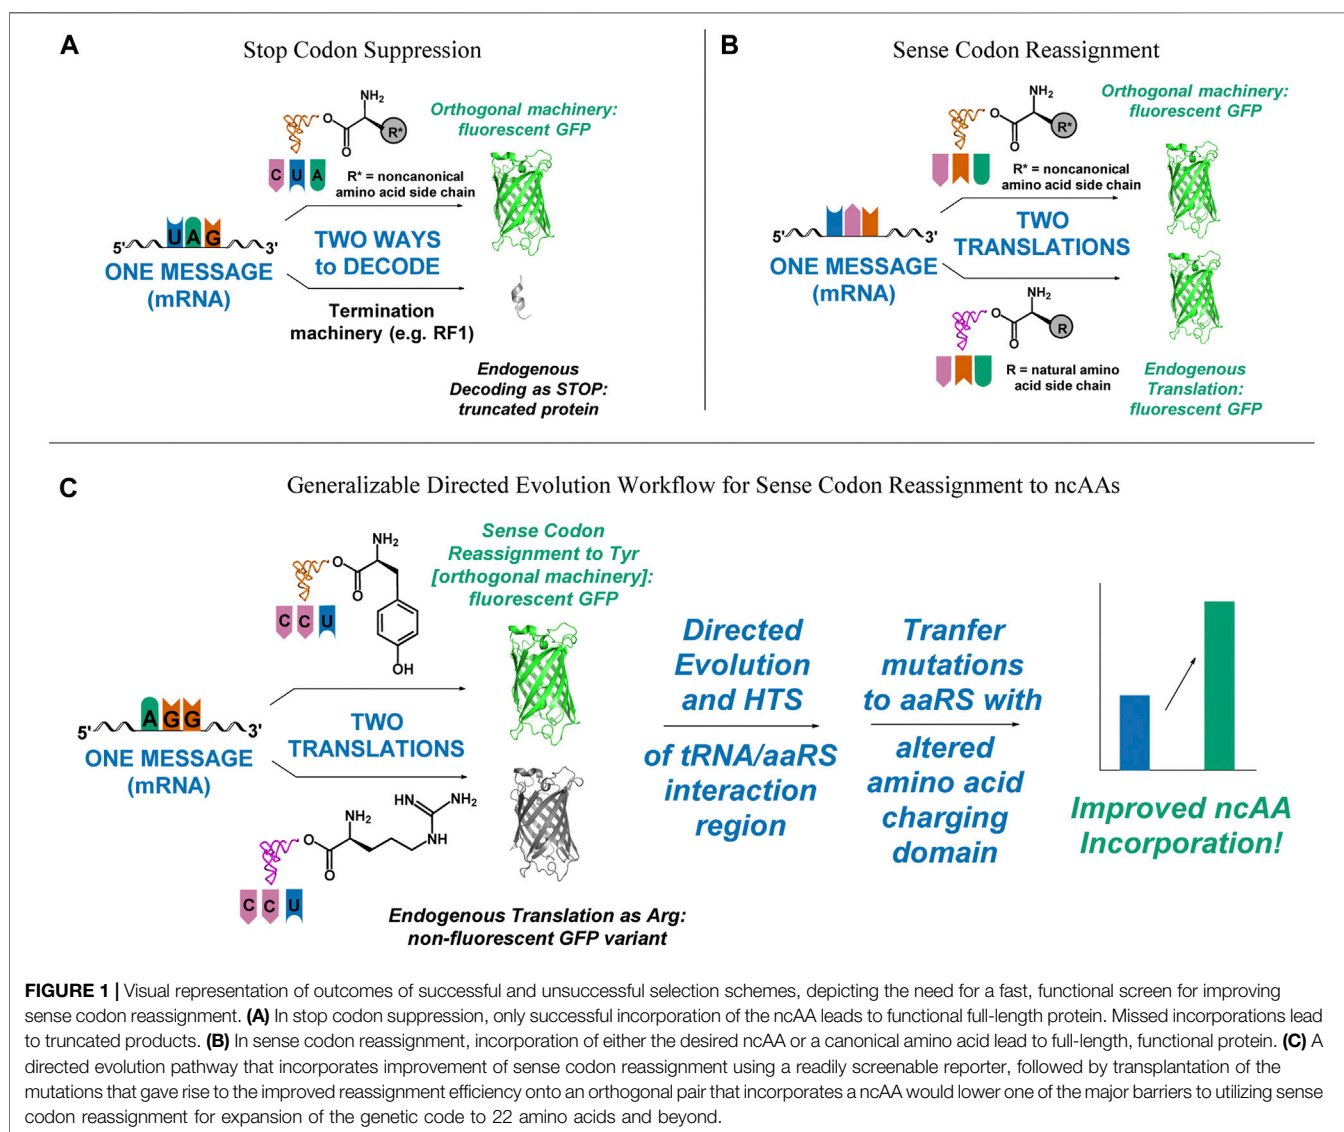 A
Stop Codon Suppression
NH2
O
O
R*
Orthogonal machinery:
fluorescent GFP
C U A
R* = noncanonical
amino acid side chain
5'
U A G
3'
ONE MESSAGE
(mRNA)
TWO WAYS
to DECODE
Termination
machinery (e.g. RF1)
Endogenous
Decoding as STOP:
truncated protein
B
Sense Codon Reassignment
NH2
O
O
R*
Orthogonal machinery:
fluorescent GFP
R* = noncanonical
amino acid side chain
5'
3'
ONE MESSAGE
(mRNA)
TWO
TRANSLATIONS
NH2
O
O
R
R = natural amino
acid side chain
Endogenous
Translation:
fluorescent GFP
C
Generalizable Directed Evolution Workflow for Sense Codon Reassignment to ncAAs
NH2
O
O
OH
C C U
Sense Codon
Reassignment to Tyr
[orthogonal machinery]:
fluorescent GFP
5'
A G G
3'
ONE MESSAGE
(mRNA)
TWO
TRANSLATIONS
HN
NH2
NH2
NH
O
O
C C U
Endogenous Translation as Arg:
non-fluorescent GFP variant
Directed
Evolution
and HTS
of tRNA/aaRS
interaction
region
Tranfer
mutations
to aaRS with
altered
amino acid
charging
domain
Improved ncAA
Incorporation!
FIGURE 1 | Visual representation of outcomes of successful and unsuccessful selection schemes, depicting the need for a fast, functional screen for improving
sense codon reassignment. (A) In stop codon suppression, only successful incorporation of the ncAA leads to functional full-length protein. Missed incorporations lead
to truncated products. (B) In sense codon reassignment, incorporation of either the desired ncAA or a canonical amino acid lead to full-length, functional protein. (C) A
directed evolution pathway that incorporates improvement of sense codon reassignment using a readily screenable reporter, followed by transplantation of the
mutations that gave rise to the improved reassignment efficiency onto an orthogonal pair that incorporates a ncAA would lower one of the major barriers to utilizing sense
codon reassignment for expansion of the genetic code to 22 amino acids and beyond.